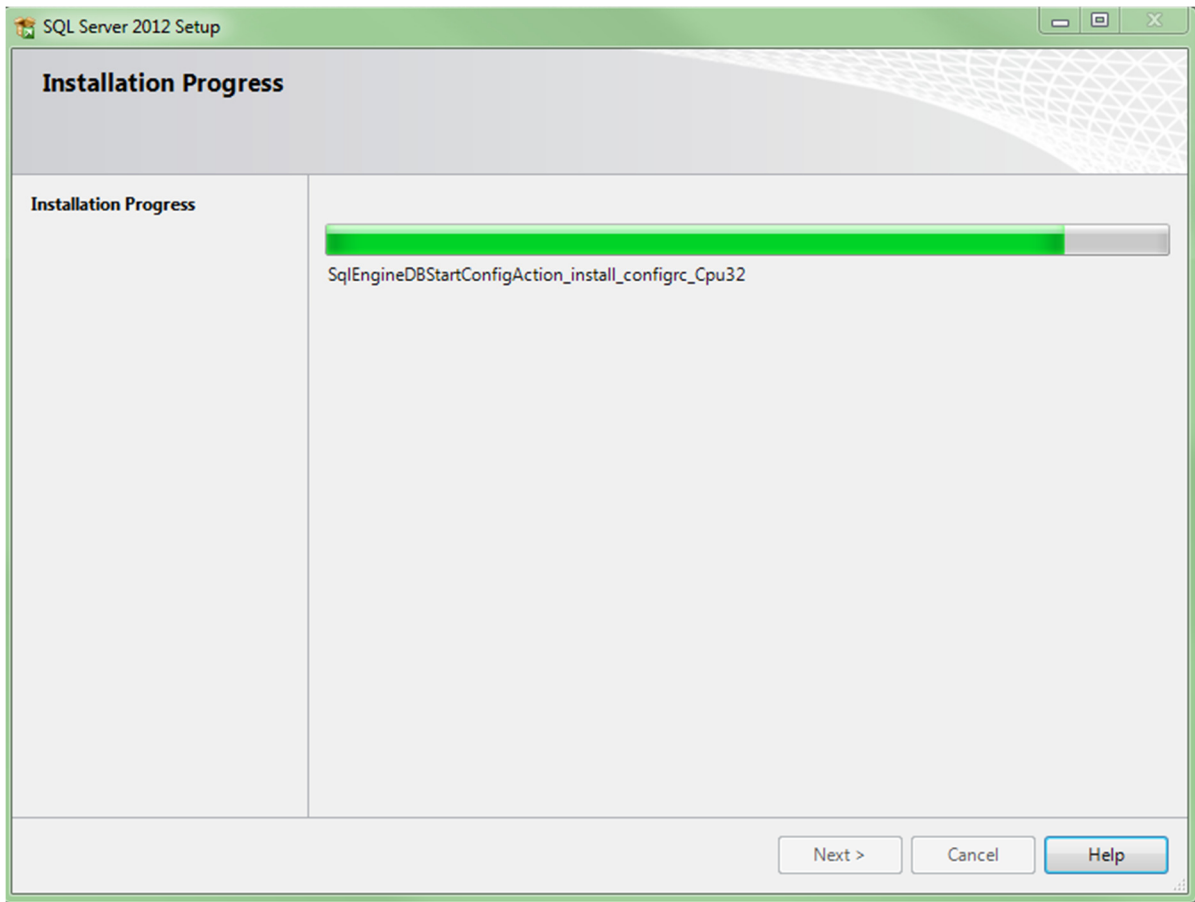 SQL Server 2012 Setup
Installation Progress
Installation Progress
SqlEngineDBStartConfigAction_install_configrc_Cpu32
Next >
Cancel
Help